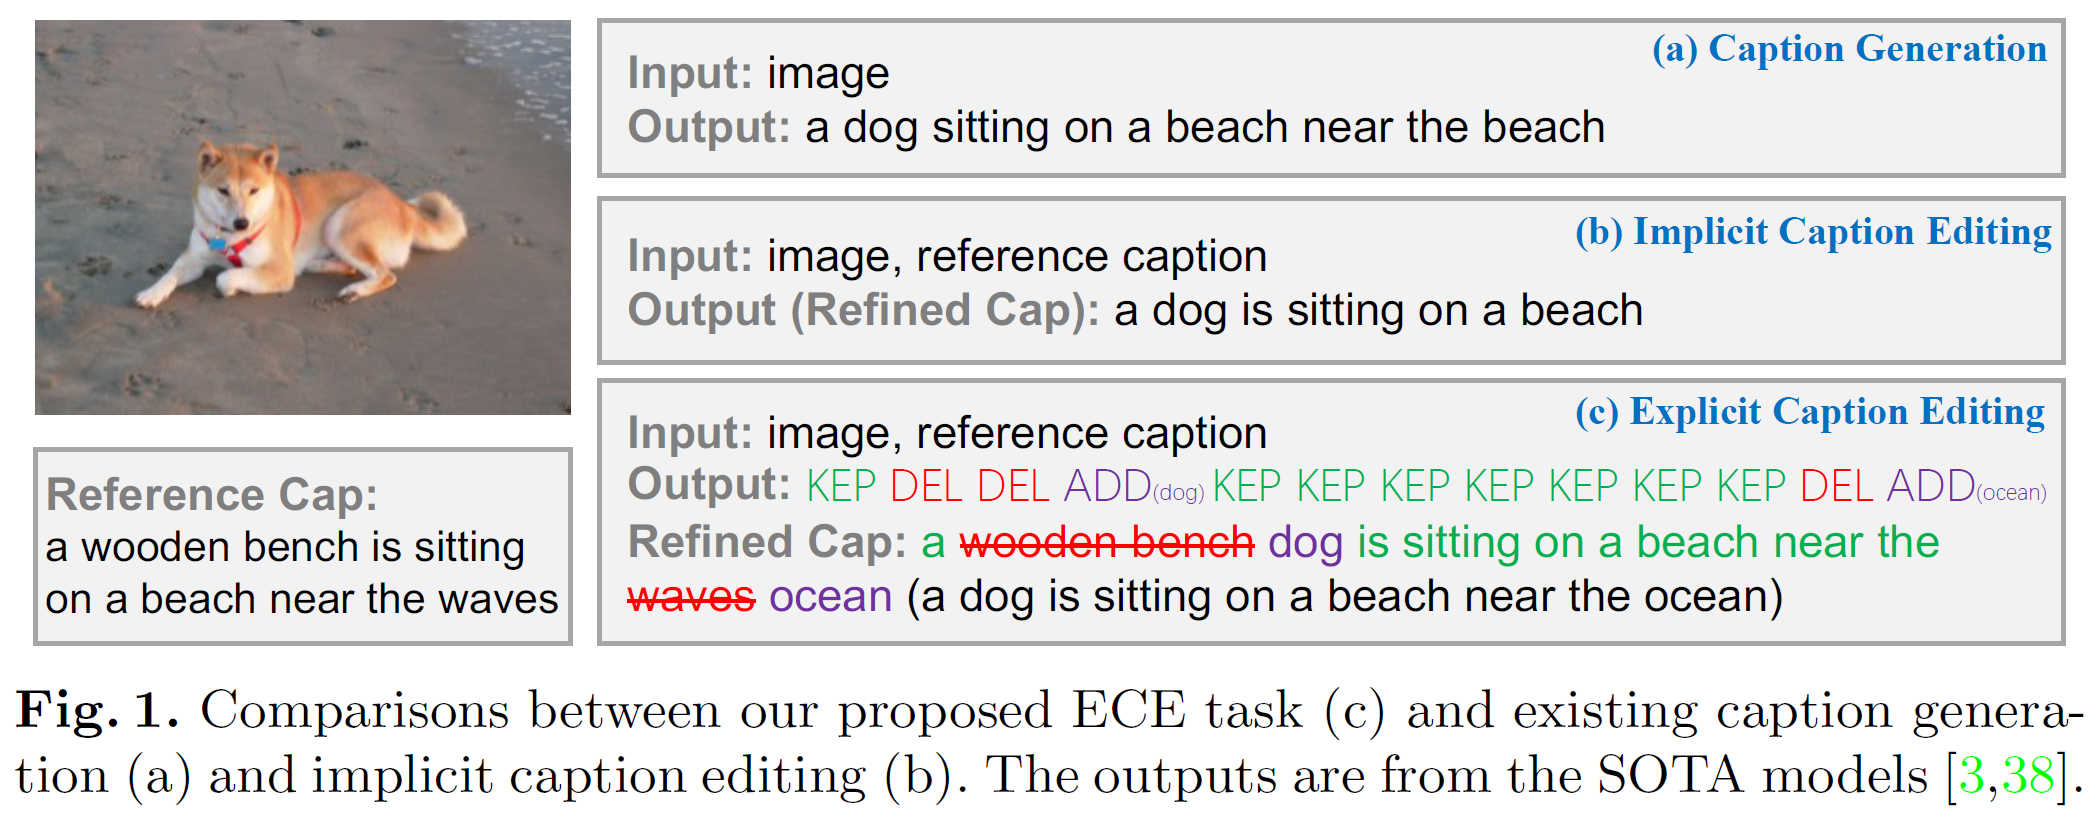 Reference Cap:
a wooden bench is sitting
on a beach near the waves
(a) Caption Generation
Input: image
Output: a dog sitting on a beach near the beach
(b) Implicit Caption Editing
Input: image, reference caption
Output (Refined Cap): a dog is sitting on a beach
(c) Explicit Caption Editing
Input: image, reference caption
Output: KEP DEL DEL ADD(dog) KEP KEP KEP KEP KEP KEP KEP DEL ADD(ocean)
Refined Cap: a wooden bench dog is sitting on a beach near the
waves ocean (a dog is sitting on a beach near the ocean)
Fig. 1. Comparisons between our proposed ECE task (c) and existing caption genera-
tion (a) and implicit caption editing (b). The outputs are from the SOTA models [3,38].